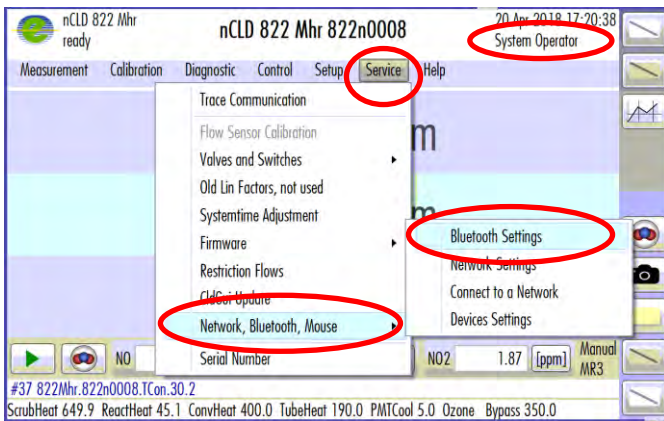 nCLD 822 Mhr
ready
nCLD 822 Mhr 822n0008
20 Apr 2018 17:20:38
System Operator
Measurement Calibration Diagnostic Control Setup Service Help
Trace Communication
Flow Sensor Calibration
Valves and Switches
Old Lin Factors, not used
Systemtime Adjustment
Firmware
Restriction Flows
CldGui Update
Network, Bluetooth, Mouse
Serial Number
Bluetooth Settings
Network Settings
Connect to a Network
Devices Settings
m
m
NO NO2 1.87 [ppm] Manual
MR3
#37 822Mhr.822n0008.TCon.30.2
ScrubHeat 649.9 ReactHeat 45.1 ConvHeat 400.0 TubeHeat 190.0 PMTCool 5.0 Ozone Bypass 350.0